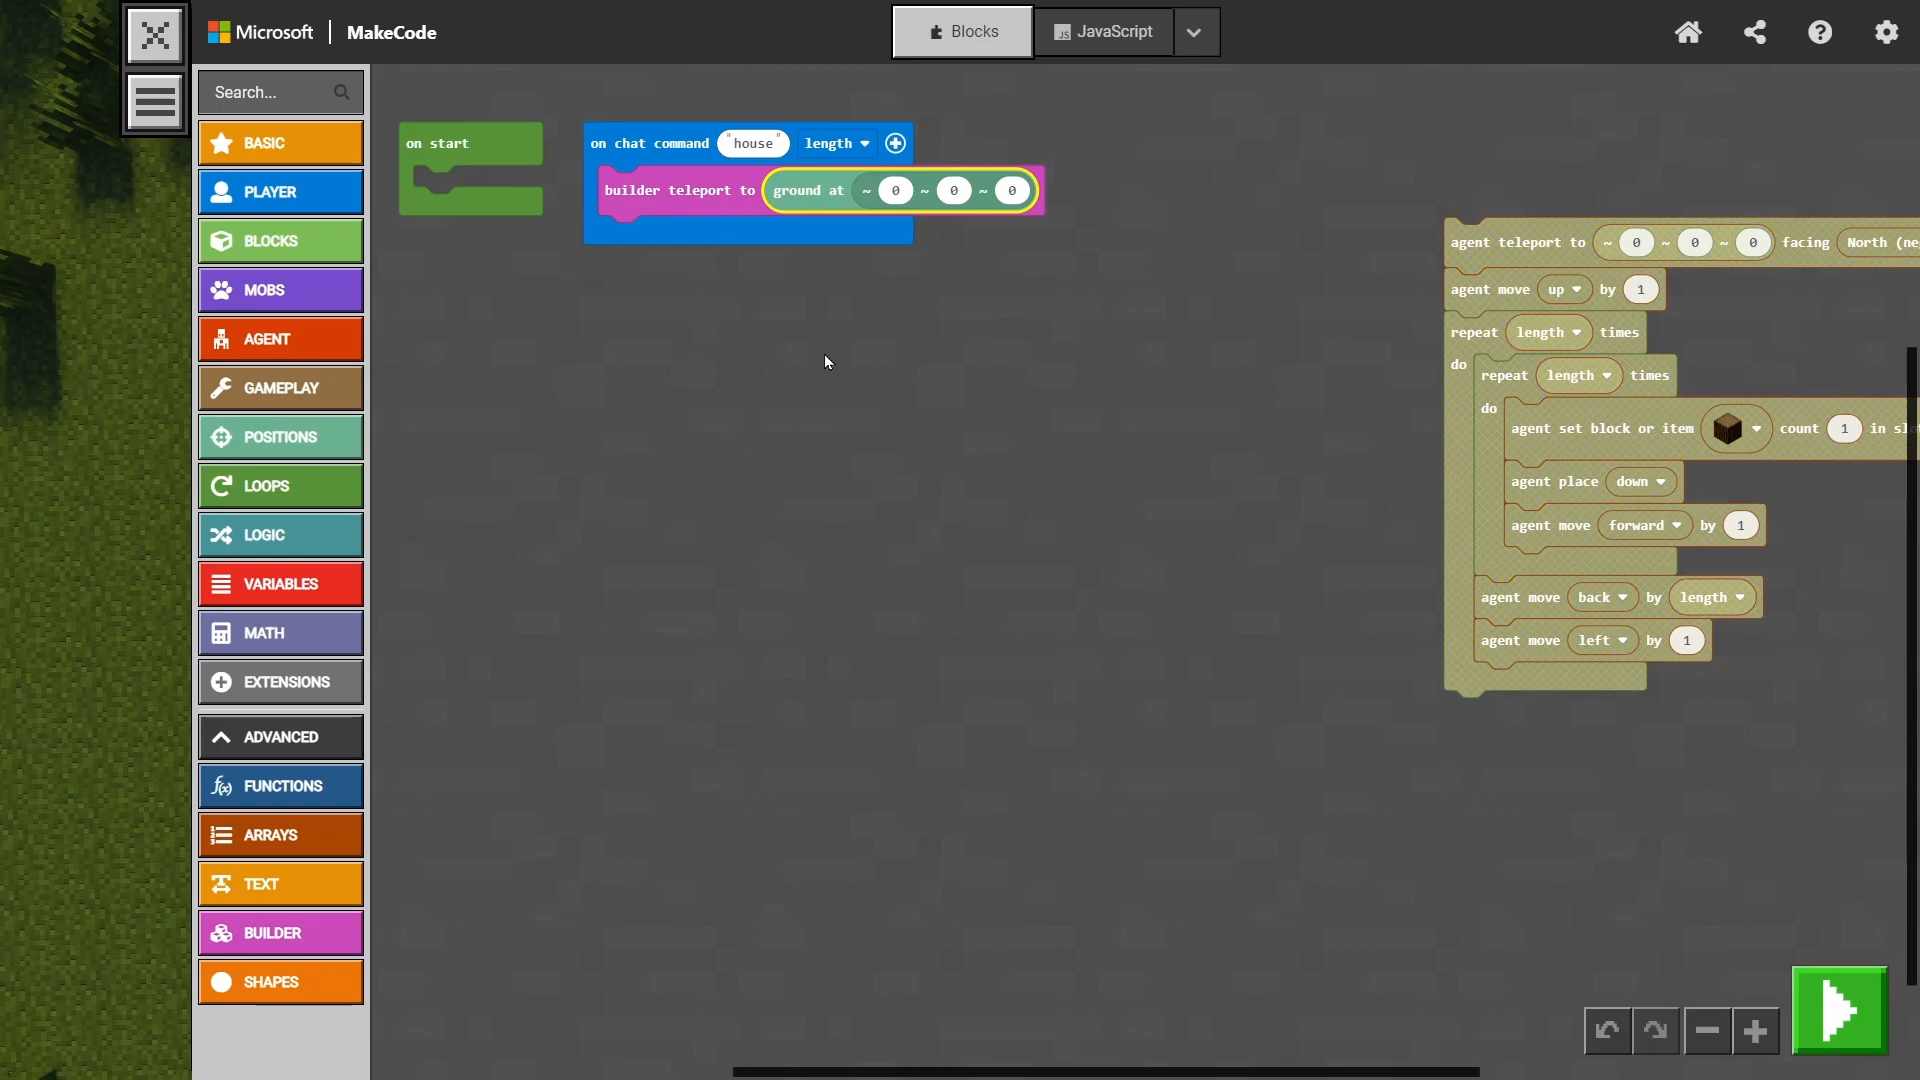 Microsoft | MakeCode
Blocks
JavaScript
Search...
BASIC
PLAYER
BLOCKS
MOBS
AGENT
GAMEPLAY
POSITIONS
LOOPS
LOGIC
VARIABLES
MATH
EXTENSIONS
ADVANCED
FUNCTIONS
ARRAYS
TEXT
BUILDER
SHAPES
on start
on chat command "house" length
builder teleport to ground at ~ 0 ~ 0 ~ 0
agent teleport to ~ 0 ~ 0 ~ 0 facing North (ne
agent move up by 1
repeat length times
do
repeat length times
do
agent set block or item count 1 in sl
agent place down
agent move forward by 1
agent move back by length
agent move left by 1